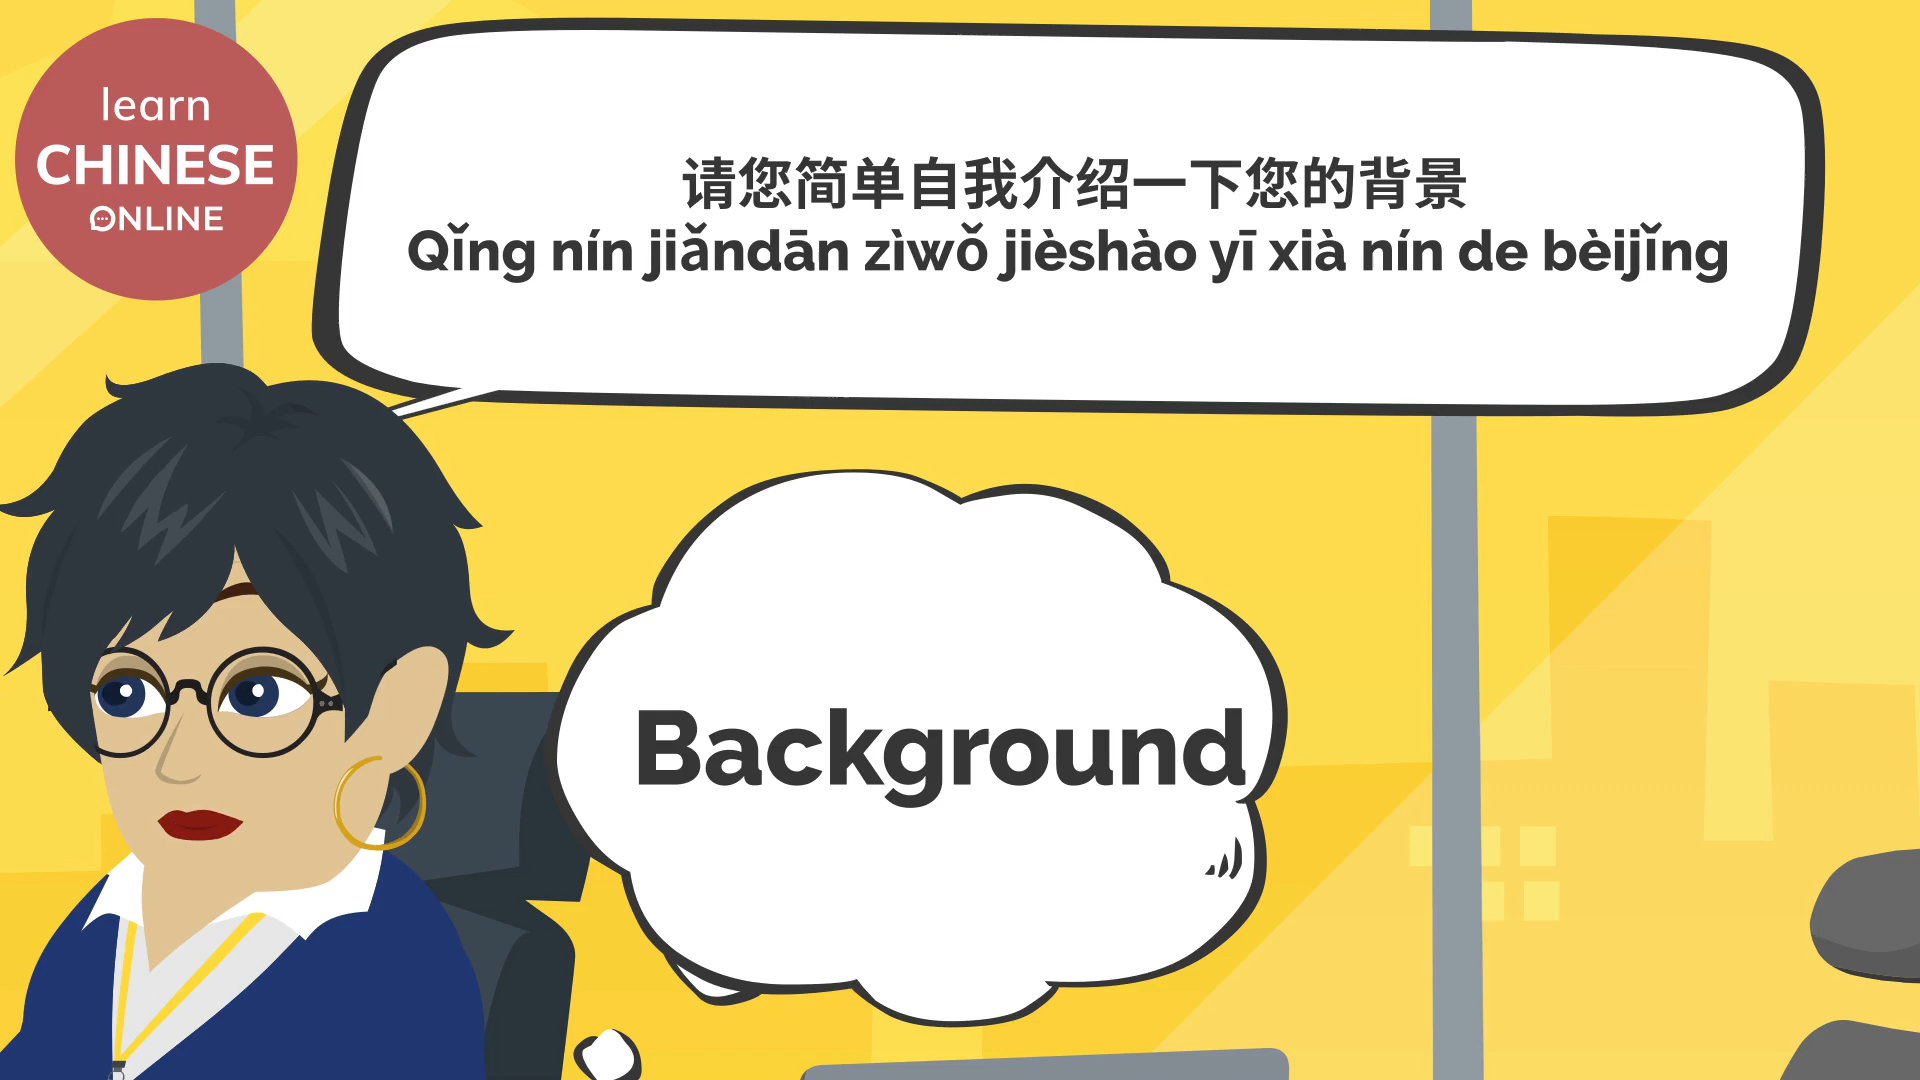 learn
CHINESE
ONLINE
请您简单自我介绍一下您的背景
Qǐng nín jiǎndān zìwǒ jièshào yī xià nín de bèijǐng
Background